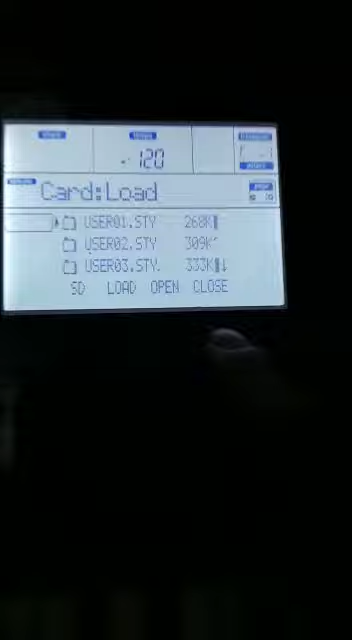 120
Card:Load
USER01.STY 268K
USER02.STY 309K
USER03.STY 333K
SD LOAD OPEN CLOSE